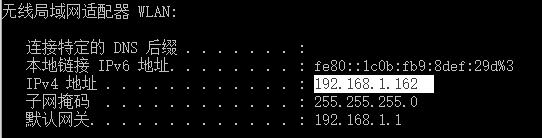 无线局域网适配器 WLAN:
连接特定的 DNS 后缀 . . . . . . . :
本地链接 IPv6 地址. . . . . . . . : fe80::1c0b:fb9:8def:29d%3
IPv4 地址 . . . . . . . . . . . . : 192.168.1.162
子网掩码 . . . . . . . . . . . . : 255.255.255.0
默认网关. . . . . . . . . . . . . : 192.168.1.1